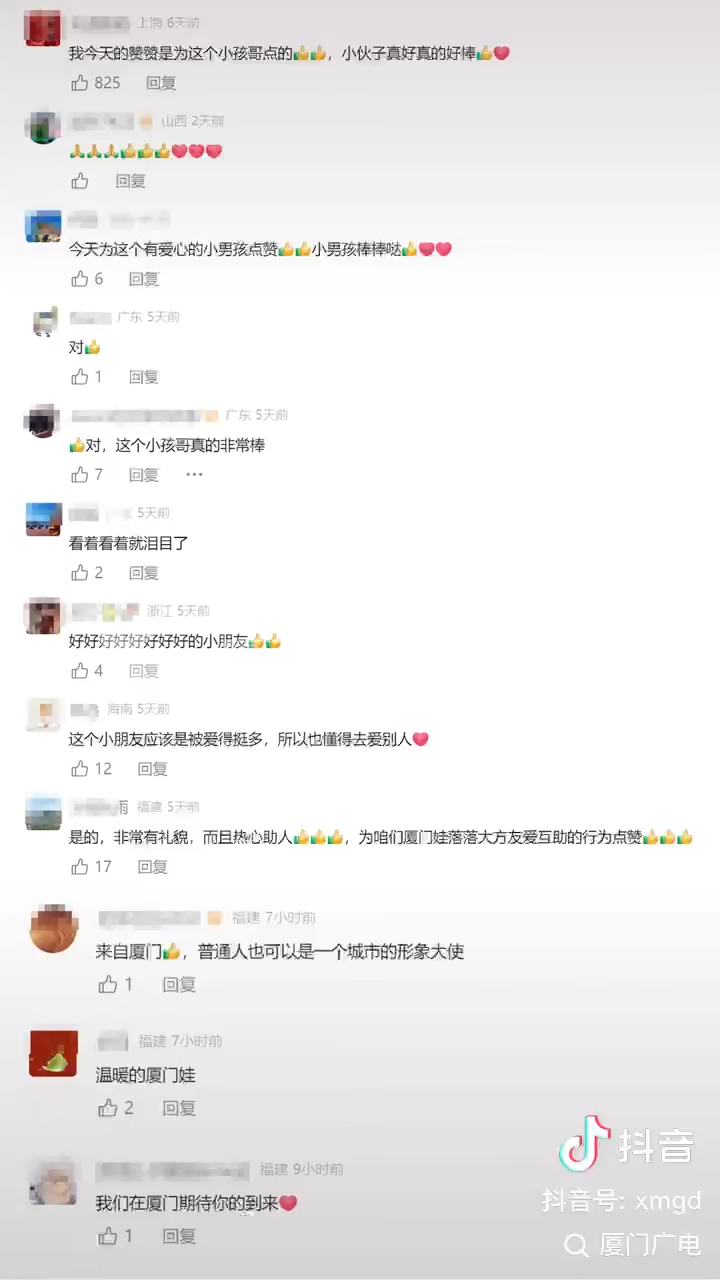 上海 6天前
我今天的赞赞是为这个小孩哥点的👍👍，小伙子真好真的好棒👍❤️
825 回复
山西 2天前
🙏🙏🙏👍👍👍❤️❤️❤️
回复
今天为这个有爱心的小男孩点赞👍👍小男孩棒棒哒👍❤️❤️
6 回复
广东 5天前
对👍
1 回复
广东 5天前
👍对，这个小孩哥真的非常棒
7 回复 ···
5天前
看着看着就泪目了
2 回复
浙江 5天前
好好好好好好好好的小朋友👍👍
4 回复
海南 5天前
这个小朋友应该是被爱得挺多，所以也懂得去爱别人❤️
12 回复
雨 福建 5天前
是的，非常有礼貌，而且热心助人👍👍👍，为咱们厦门娃落落大方友爱互助的行为点赞👍👍👍
17 回复
福建 7小时前
来自厦门👍，普通人也可以是一个城市的形象大使
1 回复
福建 7小时前
温暖的厦门娃
2 回复
福建 9小时前
我们在厦门期待你的到来❤️
1 回复
抖音
抖音号: xmgd
厦门广电